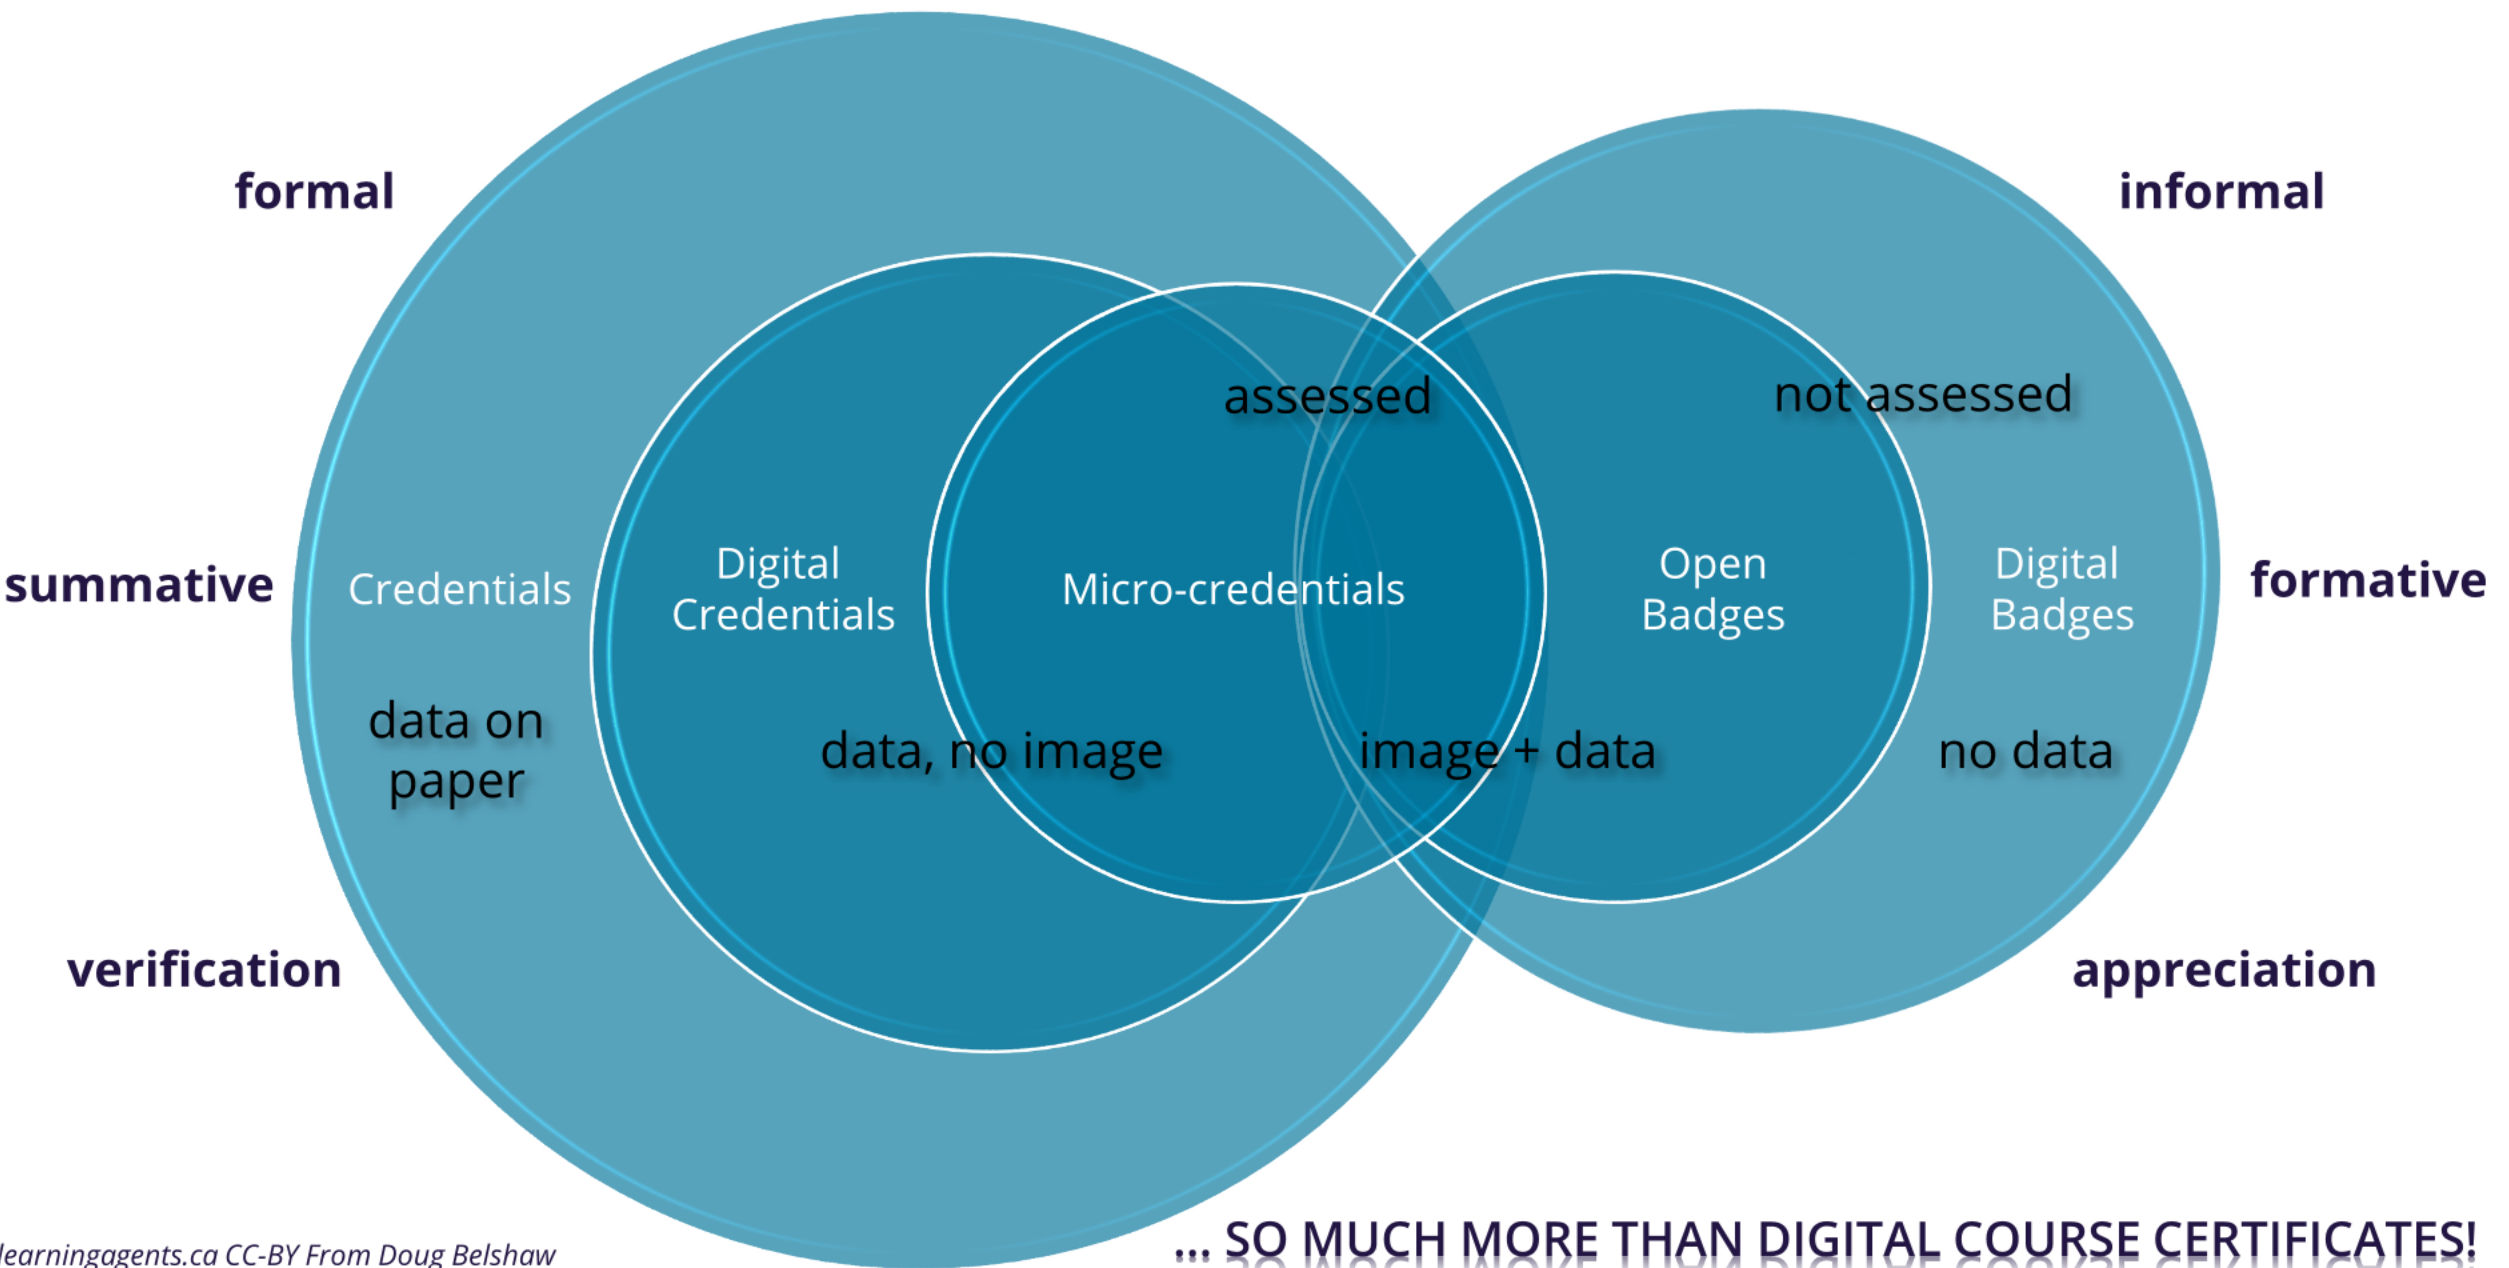 formal
informal
assessed
not assessed
summative
Credentials
Digital
Credentials
Micro-credentials
Open
Badges
Digital
Badges
formative
data on
paper
data, no image
image + data
no data
verification
appreciation
learningagents.ca CC-BY From Doug Belshaw
... SO MUCH MORE THAN DIGITAL COURSE CERTIFICATES!